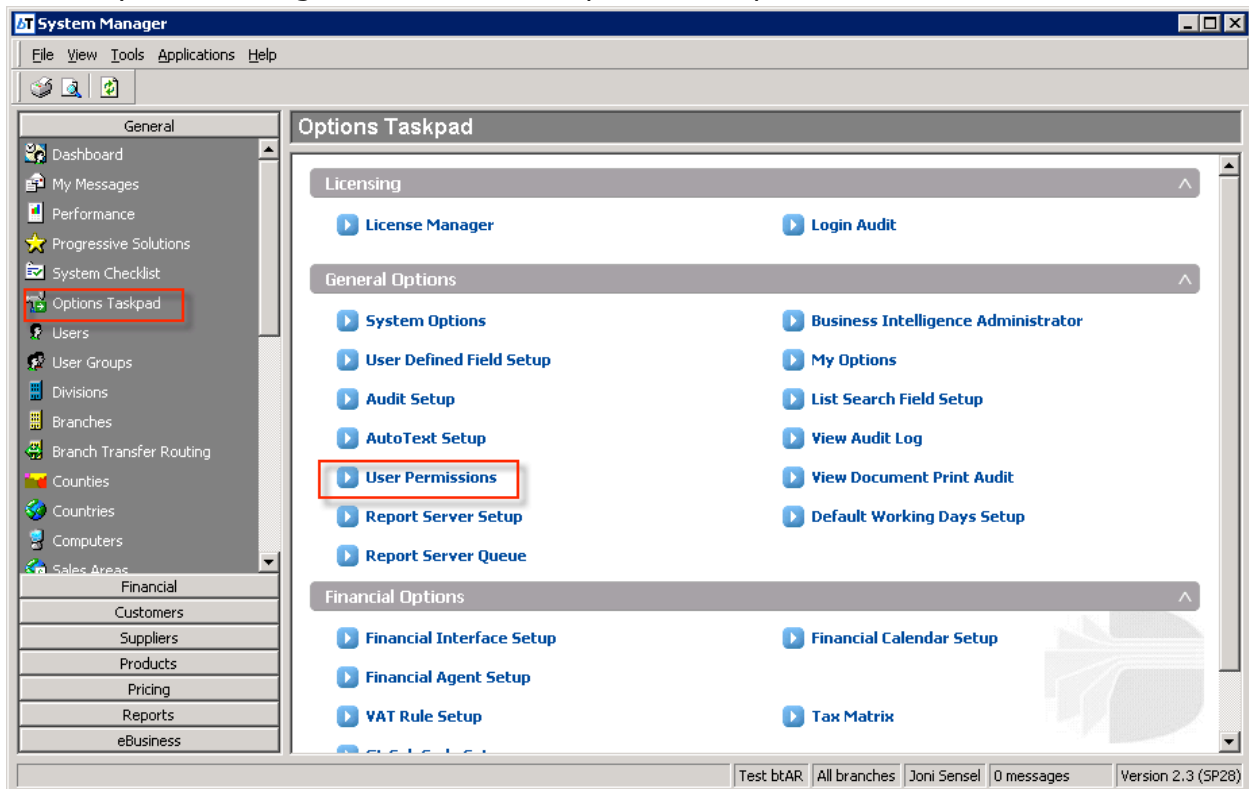 bT System Manager
File View Tools Applications Help
General
Dashboard
My Messages
Performance
Progressive Solutions
System Checklist
Options Taskpad
Users
User Groups
Divisions
Branches
Branch Transfer Routing
Counties
Countries
Computers
Sales Areas
Financial
Customers
Suppliers
Products
Pricing
Reports
eBusiness
Options Taskpad
Licensing
License Manager
Login Audit
General Options
System Options
Business Intelligence Administrator
User Defined Field Setup
My Options
Audit Setup
List Search Field Setup
AutoText Setup
View Audit Log
User Permissions
View Document Print Audit
Report Server Setup
Default Working Days Setup
Report Server Queue
Financial Options
Financial Interface Setup
Financial Calendar Setup
Financial Agent Setup
VAT Rule Setup
Tax Matrix
Test btAR All branches Joni Sensel 0 messages Version 2.3 (SP28)